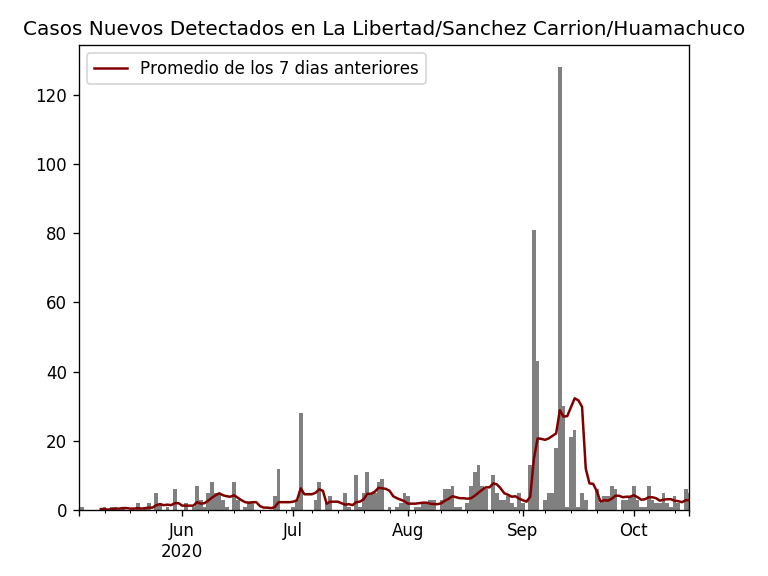 Casos Nuevos Detectados en La Libertad/Sanchez Carrion/Huamachuco
Promedio de los 7 dias anteriores
120
100
80
60
40
20
0
Jun Jul Aug Sep Oct
2020